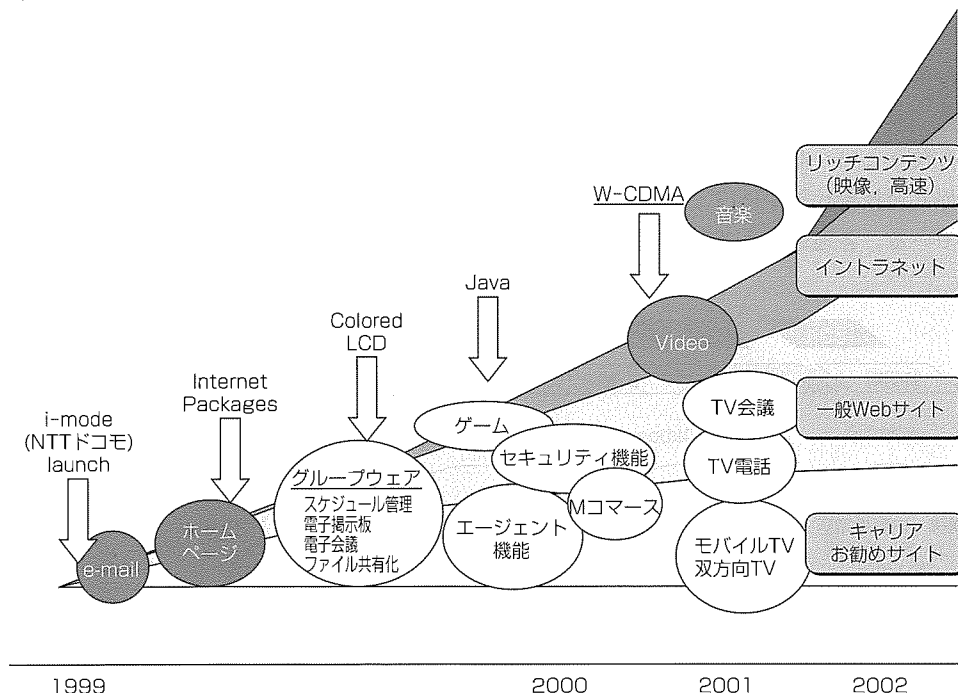 i-mode
(NTTドコモ)
launch
Internet
Packages
Colored
LCD
Java
W-CDMA
e-mail
ホーム
ページ
グループウェア
スケジュール管理
電子掲示板
電子会議
ファイル共有化
ゲーム
セキュリティ機能
エージェント
機能
Mコマース
Video
音楽
TV会議
TV電話
モバイルTV
双方向TV
リッチコンテンツ
(映像, 高速)
イントラネット
一般Webサイト
キャリア
お勧めサイト
1999
2000
2001
2002